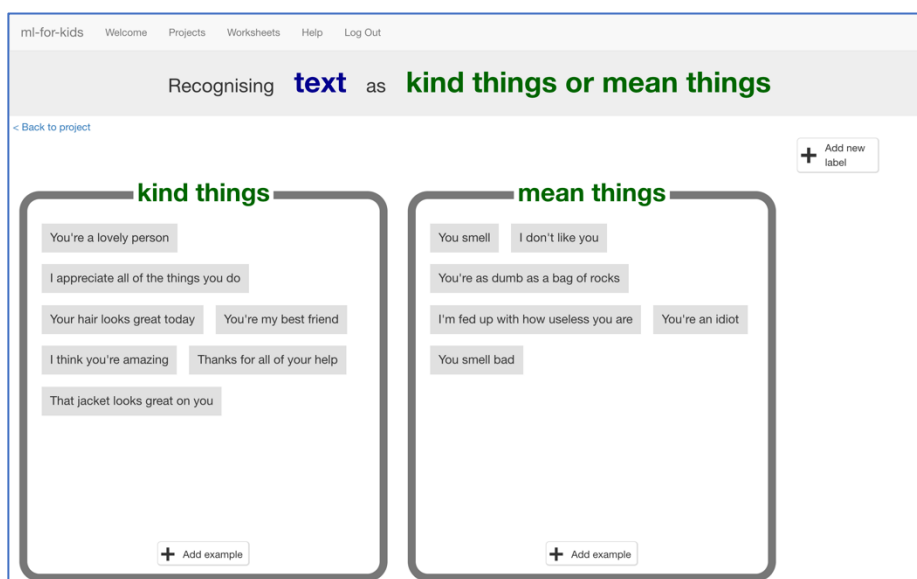 ml-for-kids Welcome Projects Worksheets Help Log Out
Recognising text as kind things or mean things
< Back to project
Add new
label
kind things
You're a lovely person
I appreciate all of the things you do
Your hair looks great today You're my best friend
I think you're amazing Thanks for all of your help
That jacket looks great on you
Add example
mean things
You smell I don't like you
You're as dumb as a bag of rocks
I'm fed up with how useless you are You're an idiot
You smell bad
Add example